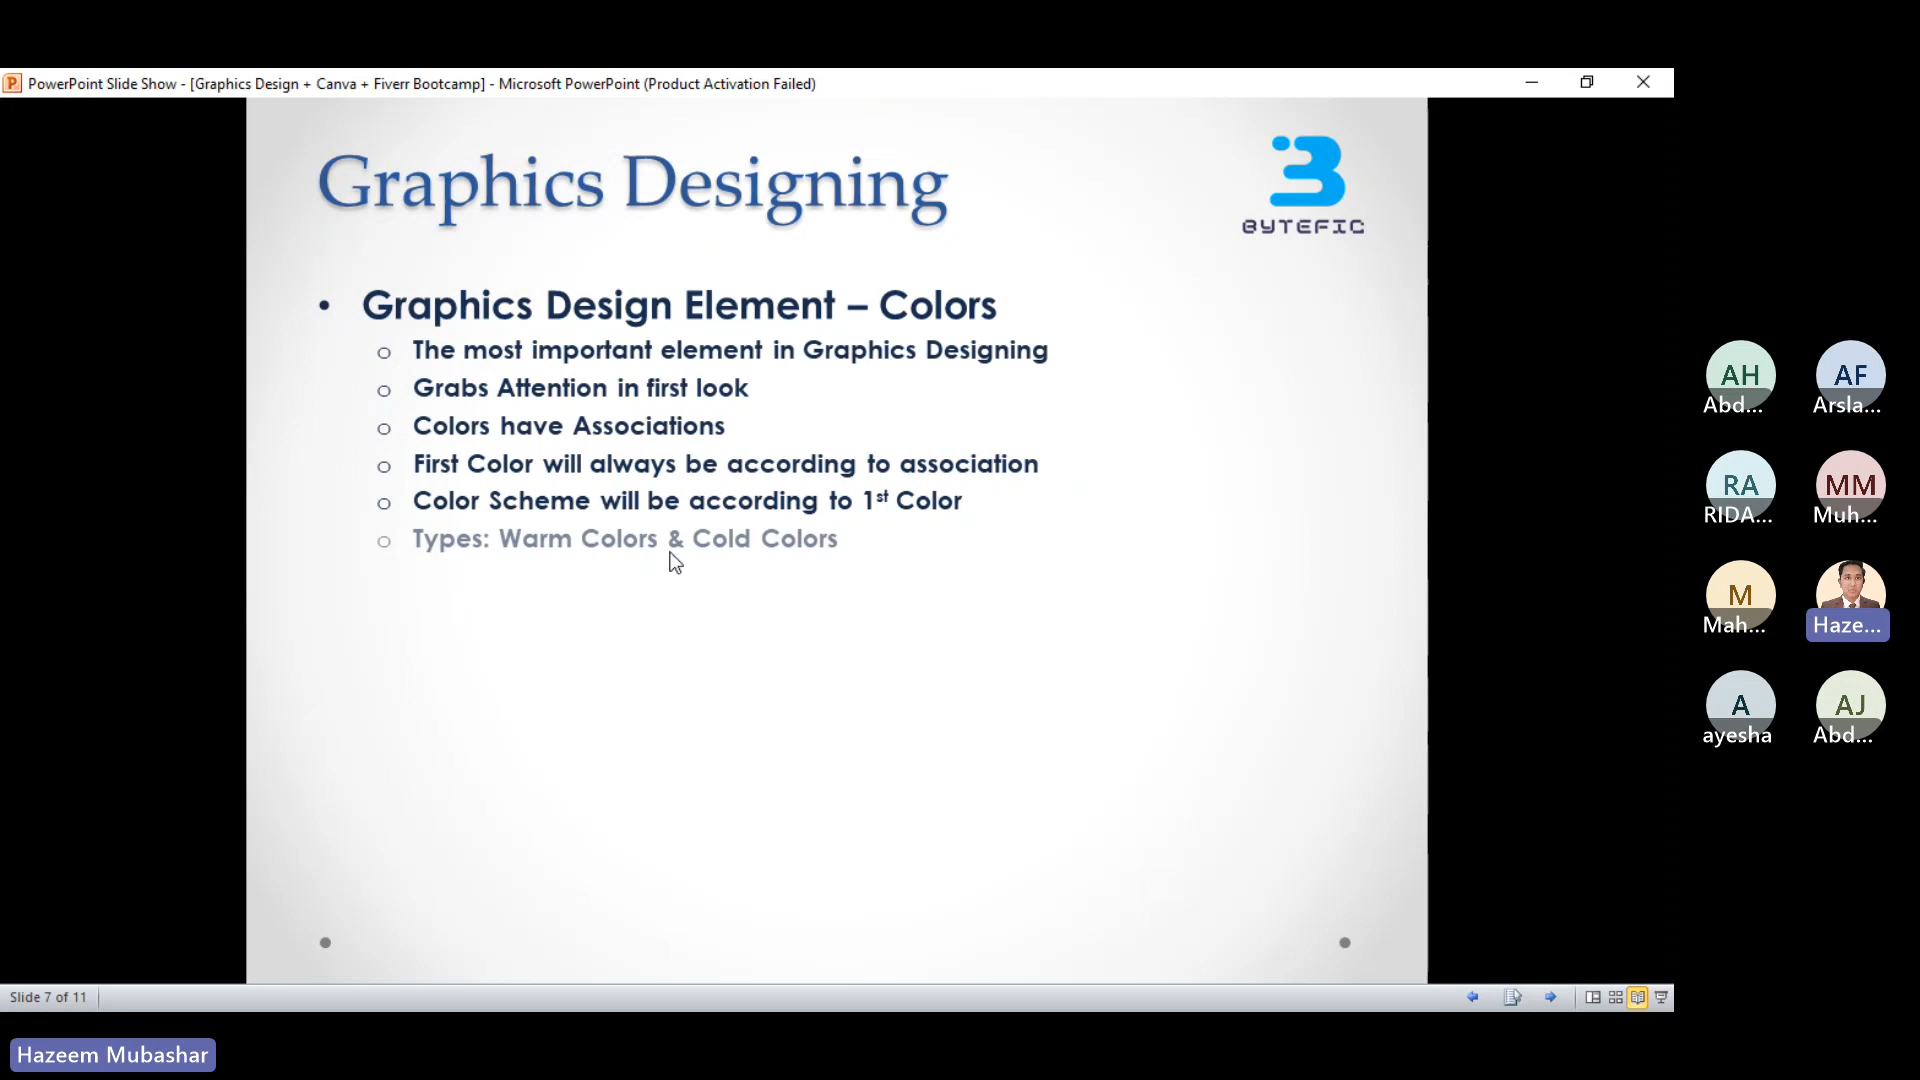 PowerPoint Slide Show - [Graphics Design + Canva + Fiverr Bootcamp] - Microsoft PowerPoint (Product Activation Failed)
Graphics Designing
BYTEFIC
• Graphics Design Element – Colors
o The most important element in Graphics Designing
o Grabs Attention in first look
o Colors have Associations
o First Color will always be according to association
o Color Scheme will be according to 1st Color
o Types: Warm Colors & Cold Colors
AH
Abd...
AF
Arsla...
RA
RIDA...
MM
Muh...
M
Mah...
Haze...
A
ayesha
AJ
Abd...
Slide 7 of 11
Hazeem Mubashar